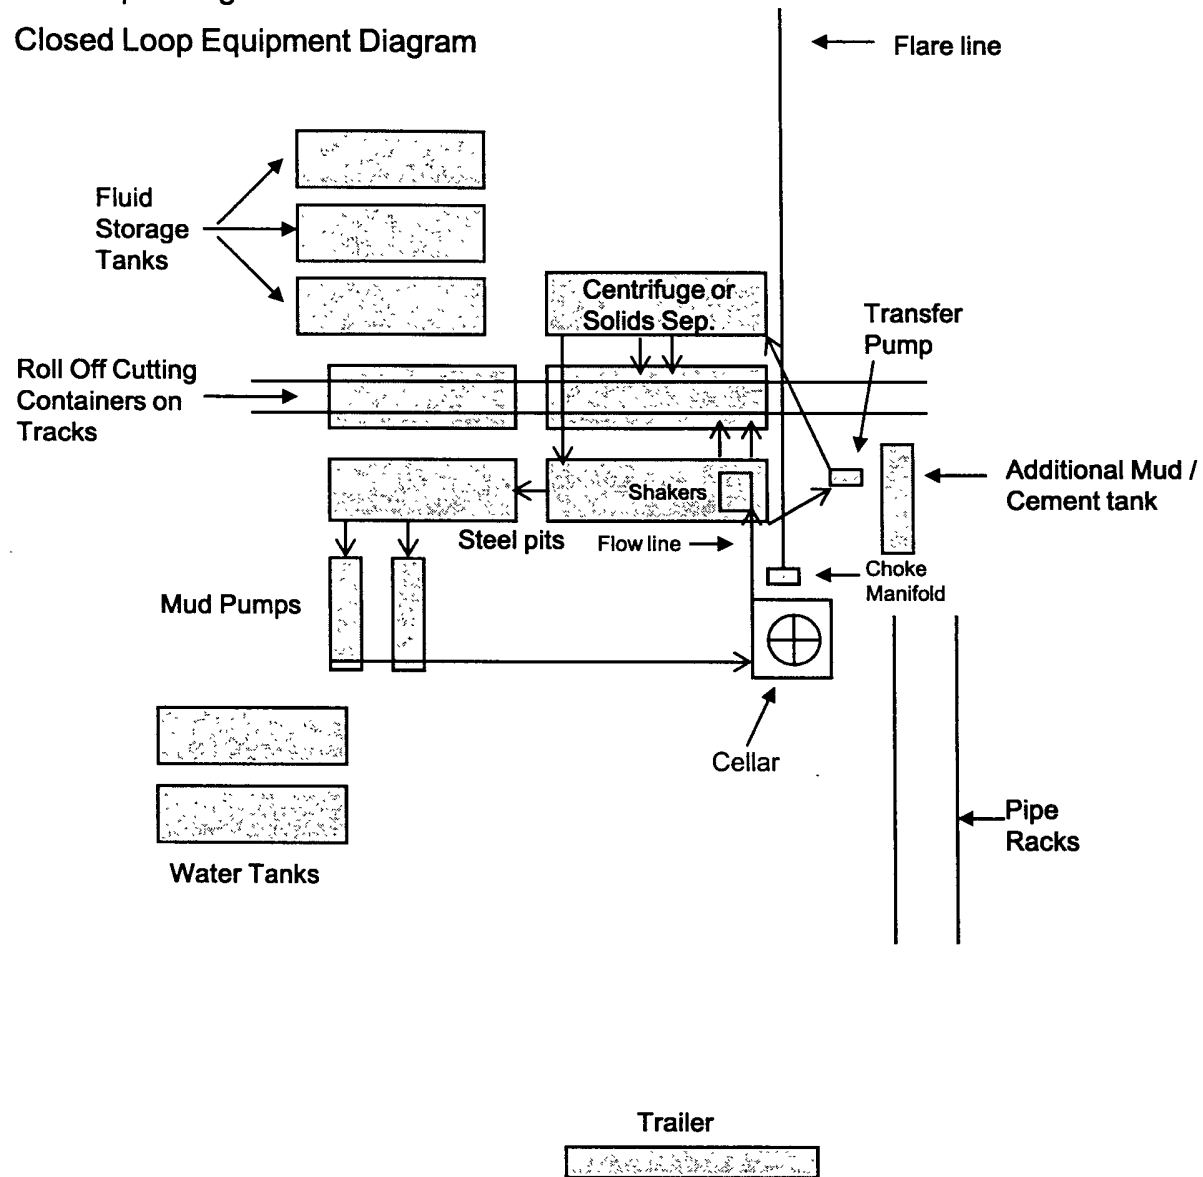 Closed Loop Equipment Diagram
Flare line
Fluid
Storage
Tanks
Centrifuge or
Solids Sep.
Transfer
Pump
Roll Off Cutting
Containers on
Tracks
Additional Mud /
Cement tank
Shakers
Steel pits
Flow line
Choke
Manifold
Mud Pumps
Cellar
Pipe
Racks
Water Tanks
Trailer